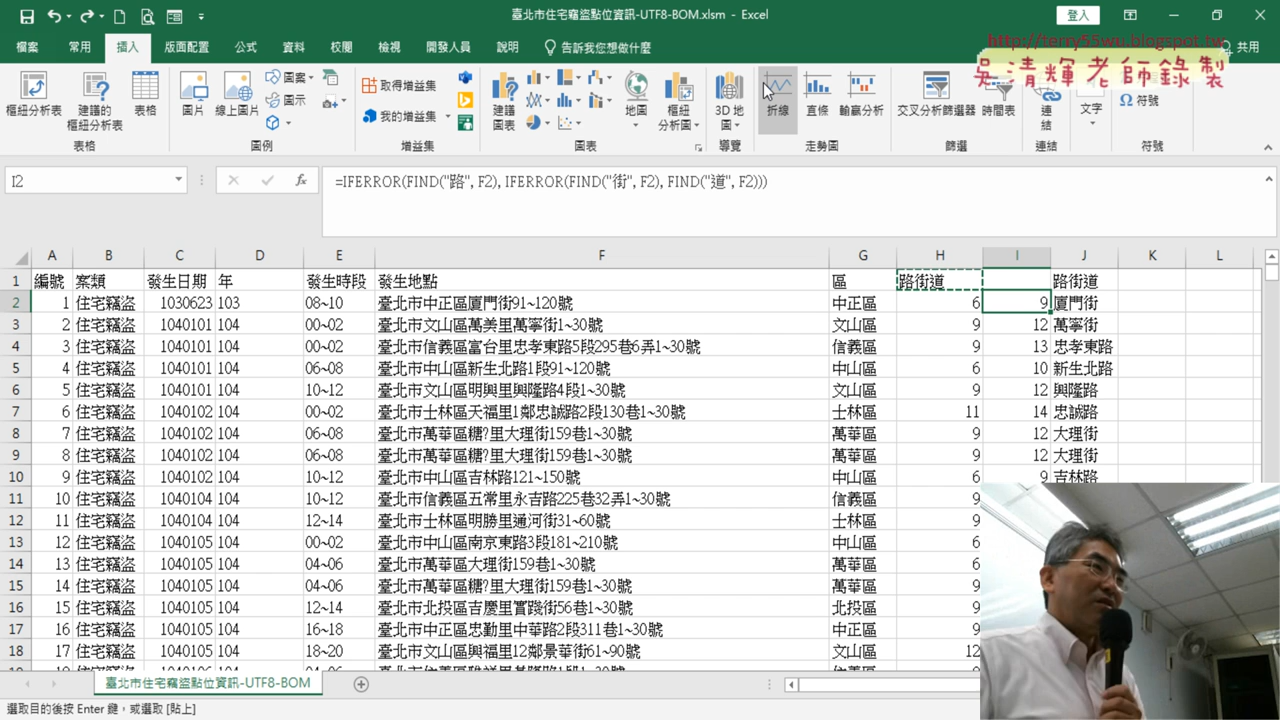 臺北市住宅竊盜點位資訊-UTF8-BOM.xlsm - Excel
登入
檔案 常用 插入 版面配置 公式 資料 校閱 檢視 開發人員 說明 告訴我您想做什麼 共用
http://terry55wu.blogspot.tw
吳清輝老師錄製
樞紐分析表 建議的樞紐分析表 表格 圖片 線上圖片 圖案 圖示 取得增益集 我的增益集 建議圖表 地圖 樞紐分析圖 3D 地圖 折線 直條 輸贏分析 交叉分析篩選器 時間表 連結 文字 符號
表格 圖例 增益集 圖表 導覽 走勢圖 篩選 連結 符號
I2 fx =IFERROR(FIND("路", F2), IFERROR(FIND("街", F2), FIND("道", F2)))
A B C D E F G H I J K L
1 編號 案類 發生日期 年 發生時段 發生地點 區 路街道 路街道
2 1 住宅竊盜 1030623 103 08~10 臺北市中正區廈門街91~120號 中正區 6 9 廈門街
3 2 住宅竊盜 1040101 104 00~02 臺北市文山區萬美里萬寧街1~30號 文山區 9 12 萬寧街
4 3 住宅竊盜 1040101 104 00~02 臺北市信義區富台里忠孝東路5段295巷6弄1~30號 信義區 9 13 忠孝東路
5 4 住宅竊盜 1040101 104 06~08 臺北市中山區新生北路1段91~120號 中山區 6 10 新生北路
6 5 住宅竊盜 1040101 104 10~12 臺北市文山區明興里興隆路4段1~30號 文山區 9 12 興隆路
7 6 住宅竊盜 1040102 104 00~02 臺北市士林區天福里1鄰忠誠路2段130巷1~30號 士林區 11 14 忠誠路
8 7 住宅竊盜 1040102 104 06~08 臺北市萬華區糖?里大理街159巷1~30號 萬華區 9 12 大理街
9 8 住宅竊盜 1040102 104 06~08 臺北市萬華區糖?里大理街159巷1~30號 萬華區 9 12 大理街
10 9 住宅竊盜 1040102 104 10~12 臺北市中山區吉林路121~150號 中山區 6 9 吉林路
11 10 住宅竊盜 1040102 104 10~12 臺北市信義區五常里永吉路225巷32弄1~30號 信義區 9
12 11 住宅竊盜 1040104 104 12~14 臺北市士林區明勝里通河街31~60號 士林區 9
13 12 住宅竊盜 1040105 104 00~02 臺北市中山區南京東路3段181~210號 中山區 6
14 13 住宅竊盜 1040105 104 04~06 臺北市萬華區大理街159巷1~30號 萬華區 6
15 14 住宅竊盜 1040105 104 04~06 臺北市萬華區糖?里大理街159巷1~30號 萬華區 9
16 15 住宅竊盜 1040105 104 12~14 臺北市北投區吉慶里實踐街56巷1~30號 北投區 9
17 16 住宅竊盜 1040105 104 16~18 臺北市中正區忠勤里中華路2段311巷1~30號 中正區 9
18 17 住宅竊盜 1040105 104 18~20 臺北市文山區興福里12鄰景華街61~90號 文山區 12
臺北市住宅竊盜點位資訊-UTF8-BOM
選取目的後按 Enter 鍵，或選取 [貼上]